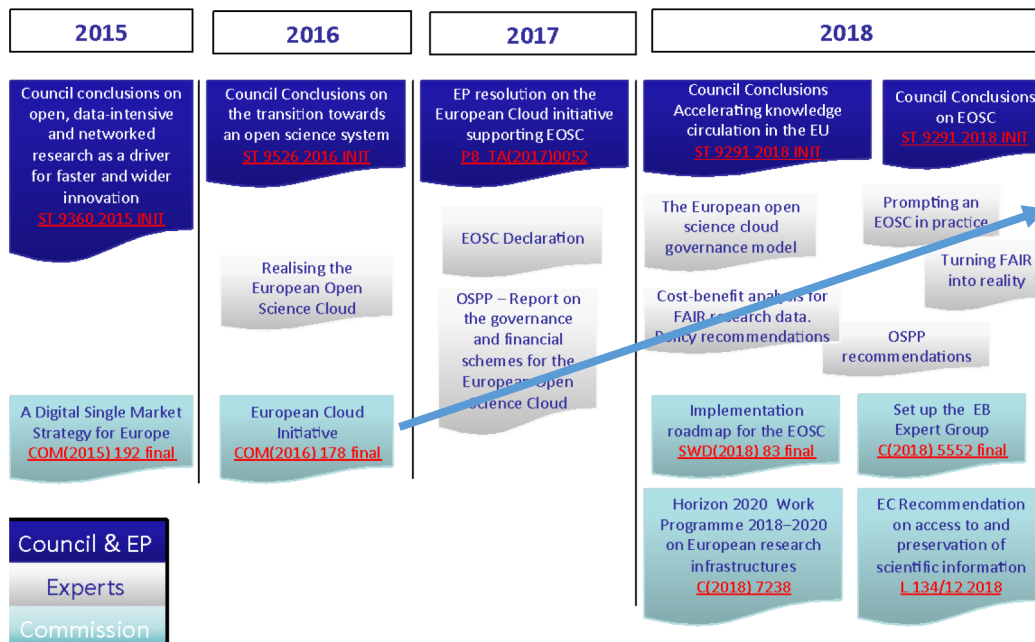 2015
2016
2017
2018
Council conclusions on
open, data-intensive
and networked
research as a driver
for faster and wider
innovation
ST 9360 2015 INIT
Council Conclusions on
the transition towards
an open science system
ST 9526 2016 INIT
EP resolution on the
European Cloud initiative
supporting EOSC
P8_TA(2017)0052
Council Conclusions
Accelerating knowledge
circulation in the EU
ST 9291 2018 INIT
Council Conclusions
on EOSC
ST 9291 2018 INIT
Realising the
European Open
Science Cloud
EOSC Declaration
OSPP – Report on
the governance
and financial
schemes for the
European Open
Science Cloud
The European open
science cloud
governance model
Prompting an
EOSC in practice
Turning FAIR
into reality
Cost-benefit analysis for
FAIR research data.
Policy recommendations
OSPP
recommendations
A Digital Single Market
Strategy for Europe
COM(2015) 192 final
European Cloud
Initiative
COM(2016) 178 final
Implementation
roadmap for the EOSC
SWD(2018) 83 final
Set up the EB
Expert Group
C(2018) 5552 final
Horizon 2020 Work
Programme 2018–2020
on European research
infrastructures
C(2018) 7238
EC Recommendation
on access to and
preservation of
scientific information
L 134/12 2018
Council & EP
Experts
Commission